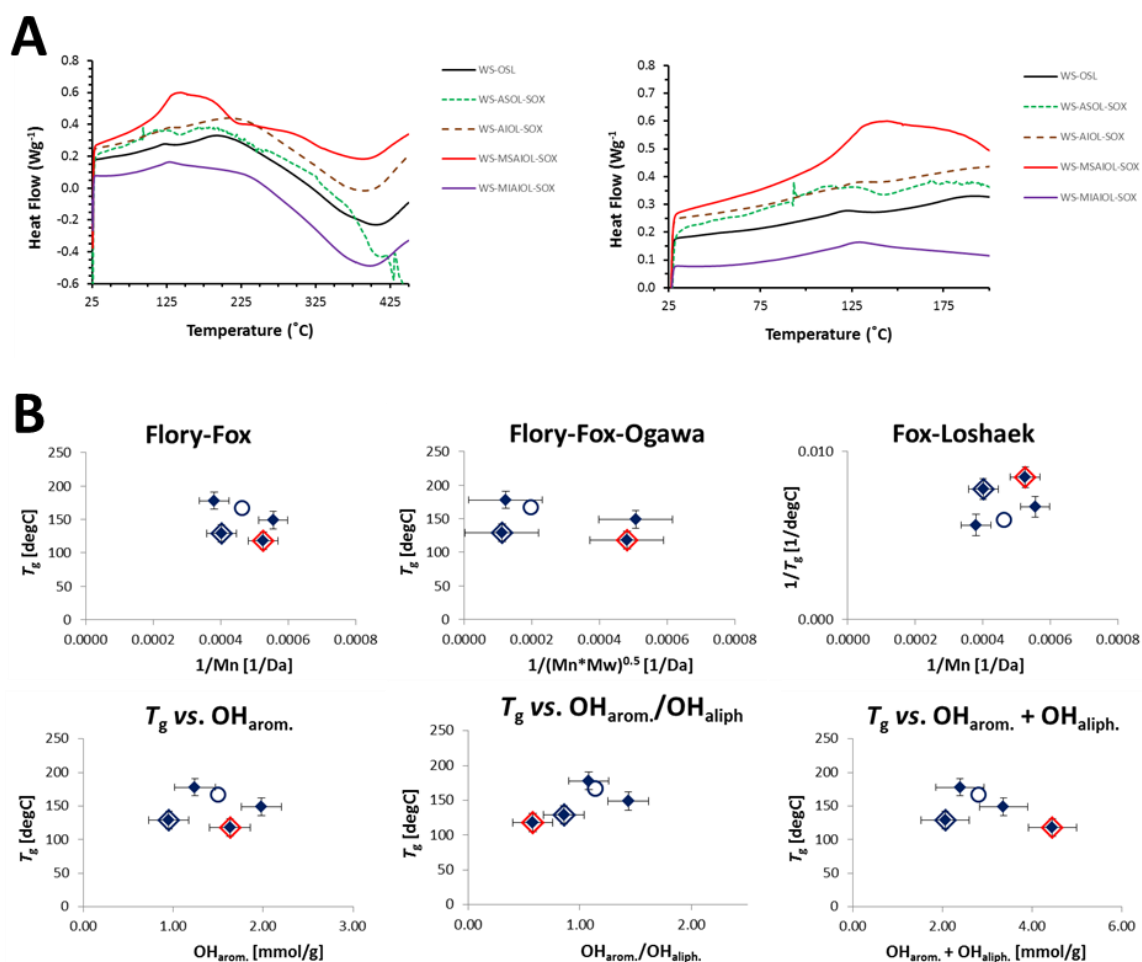 A
0.8
0.6
0.4
0.2
0.0
-0.2
-0.4
-0.6
Heat Flow (Wg⁻¹)
25 125 225 325 425
Temperature (˚C)
WS-OSL
WS-ASOL-SOX
WS-AIOL-SOX
WS-MSAIOL-SOX
WS-MIAIOL-SOX
0.8
0.7
0.6
0.5
0.4
0.3
0.2
0.1
0
Heat Flow (Wg⁻¹)
25 75 125 175
Temperature (˚C)
WS-OSL
WS-ASOL-SOX
WS-AIOL-SOX
WS-MSAIOL-SOX
WS-MIAIOL-SOX
B
Flory-Fox
250
200
150
100
50
0
Tg [degC]
0.0000 0.0002 0.0004 0.0006 0.0008
1/Mn [1/Da]
Flory-Fox-Ogawa
250
200
150
100
50
0
Tg [degC]
0.0000 0.0002 0.0004 0.0006 0.0008
1/(Mn*Mw)^0.5 [1/Da]
Fox-Loshaek
0.010
0.000
1/Tg [1/degC]
0.0000 0.0002 0.0004 0.0006 0.0008
1/Mn [1/Da]
Tg vs. OHarom.
250
200
150
100
50
0
Tg [degC]
0.00 1.00 2.00 3.00
OHarom. [mmol/g]
Tg vs. OHarom./OHaliph
250
200
150
100
50
0
Tg [degC]
0.00 1.00 2.00
OHarom./OHaliph.
Tg vs. OHarom. + OHaliph.
250
200
150
100
50
0
Tg [degC]
0.00 2.00 4.00 6.00
OHarom. + OHaliph. [mmol/g]